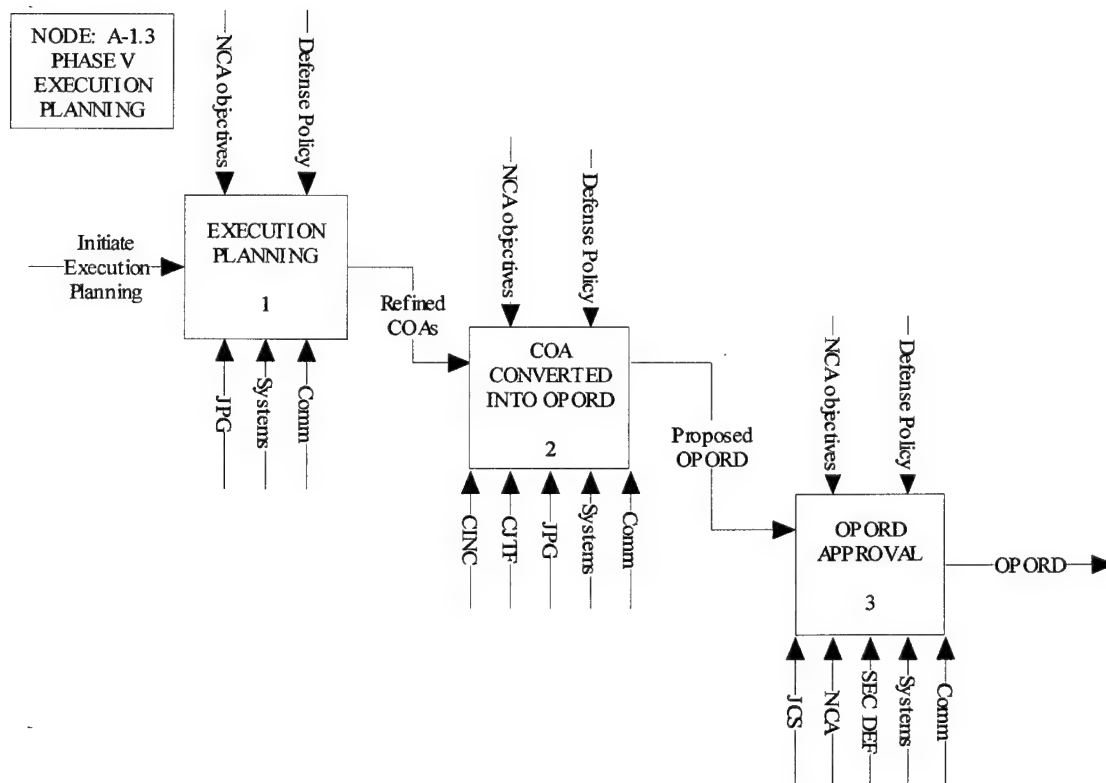 NODE: A-1.3
PHASE V
EXECUTION
PLANNING
NCA objectives
Defense Policy
Initiate
Execution
Planning
EXECUTION
PLANNING
1
JPG
Systems
Comm
Refined
COAs
NCA objectives
Defense Policy
COA
CONVERTED
INTO OPORD
2
CINC
CJTF
JPG
Systems
Comm
Proposed
OPORD
NCA objectives
Defense Policy
OPORD
APPROVAL
3
JCS
NCA
SEC DEF
Systems
Comm
OPORD